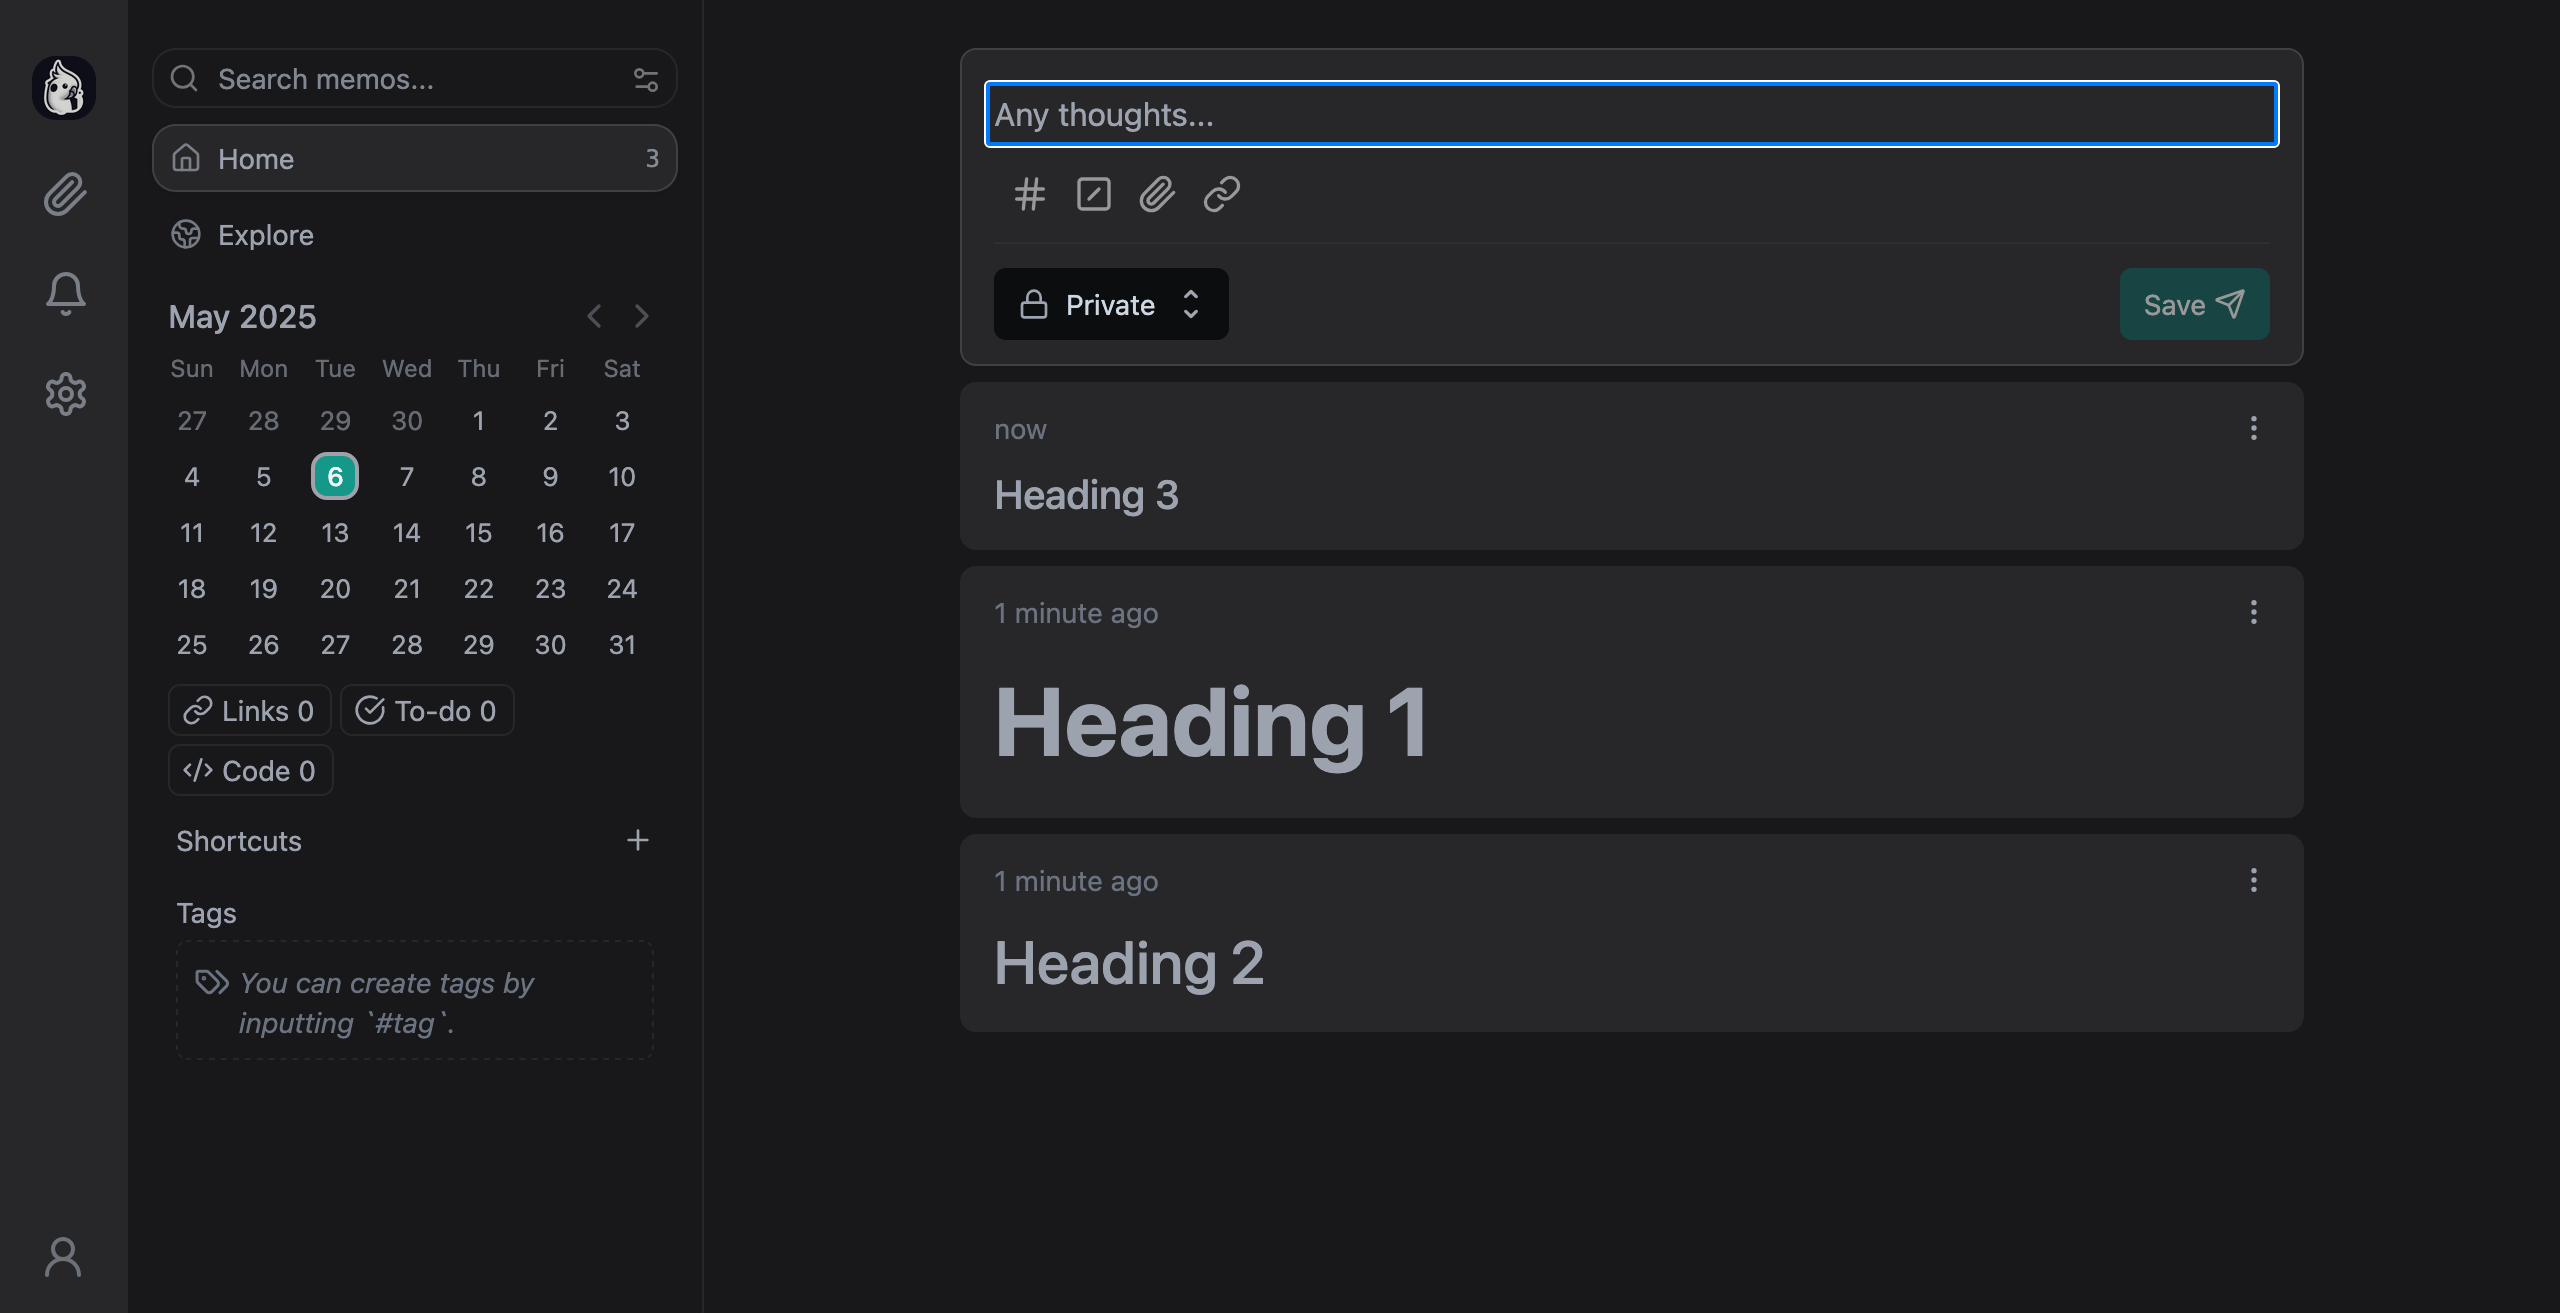 Search memos...
Home 3
Explore
May 2025
Sun Mon Tue Wed Thu Fri Sat
27 28 29 30 1 2 3
4 5 6 7 8 9 10
11 12 13 14 15 16 17
18 19 20 21 22 23 24
25 26 27 28 29 30 31
Links 0 To-do 0
Code 0
Shortcuts
Tags
You can create tags by
inputting `#tag`.
Any thoughts...
Private Save
now
Heading 3
1 minute ago
Heading 1
1 minute ago
Heading 2